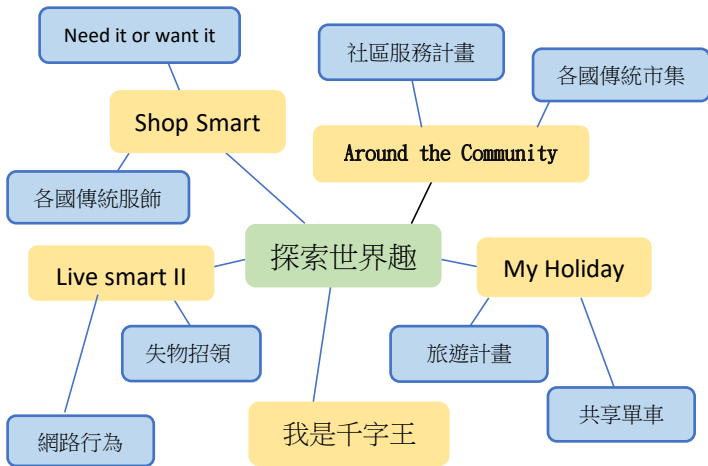 Need it or want it
社區服務計畫
各國傳統市集
Shop Smart
Around the Community
各國傳統服飾
探索世界趣
Live smart II
My Holiday
失物招領
旅遊計畫
網路行為
我是千字王
共享單車